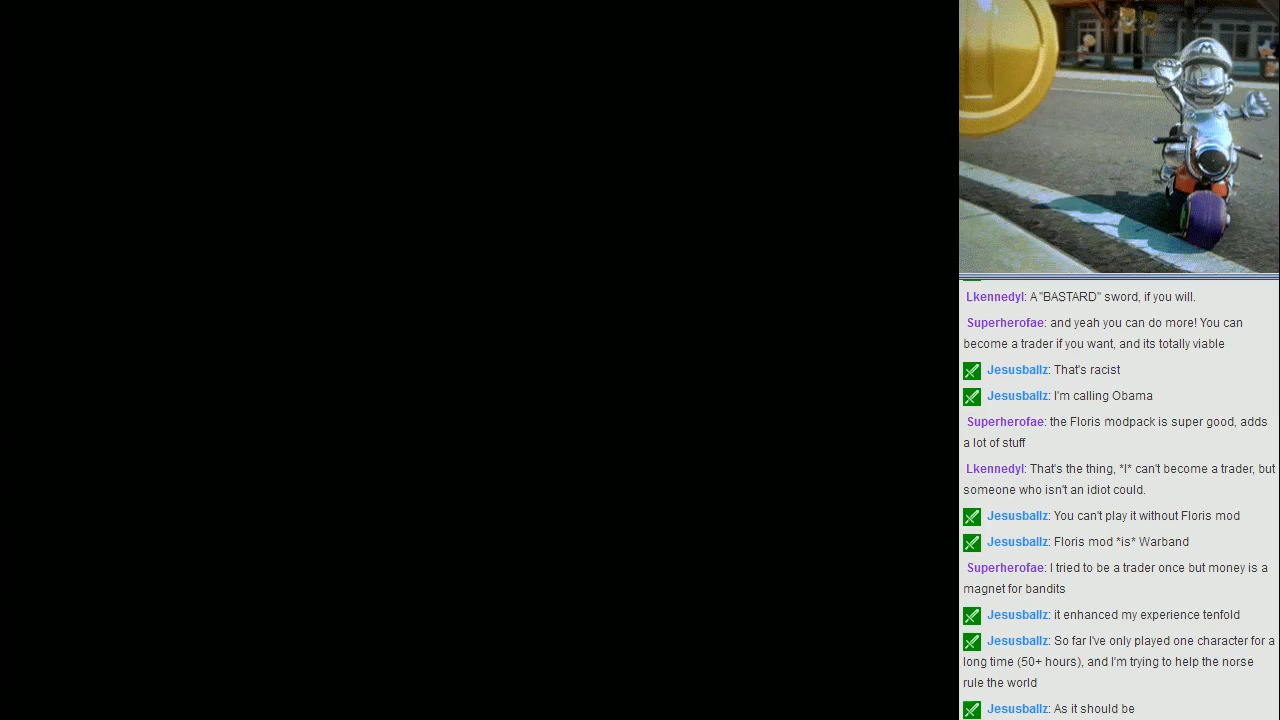 Lkennedyl: A "BASTARD" sword, if you will.
Superherofae: and yeah you can do more! You can
become a trader if you want, and its totally viable
Jesusballz: That's racist
Jesusballz: I'm calling Obama
Superherofae: the Floris modpack is super good, adds
a lot of stuff
Lkennedyl: That's the thing, *I* can't become a trader, but
someone who isn't an idiot could.
Jesusballz: You can't play it without Floris mod
Jesusballz: Floris mod *is* Warband
Superherofae: I tried to be a trader once but money is a
magnet for bandits
Jesusballz: it enhanced my experience tenfold
Jesusballz: So far I've only played one character for a
long time (50+ hours), and I'm trying to help the norse
rule the world
Jesusballz: As it should be